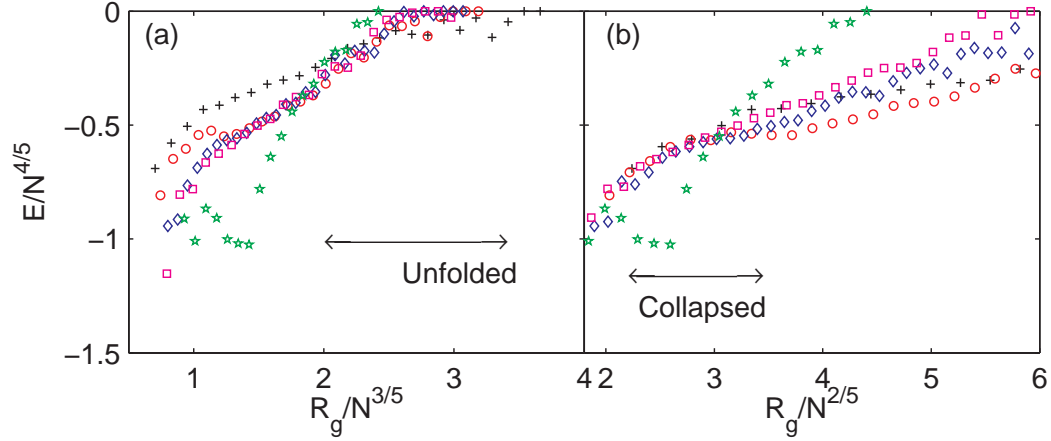 (a)
(b)
E/N^{4/5}
0
−0.5
−1
−1.5
Unfolded
Collapsed
1
2
3
4
2
3
4
5
6
R_g/N^{3/5}
R_g/N^{2/5}